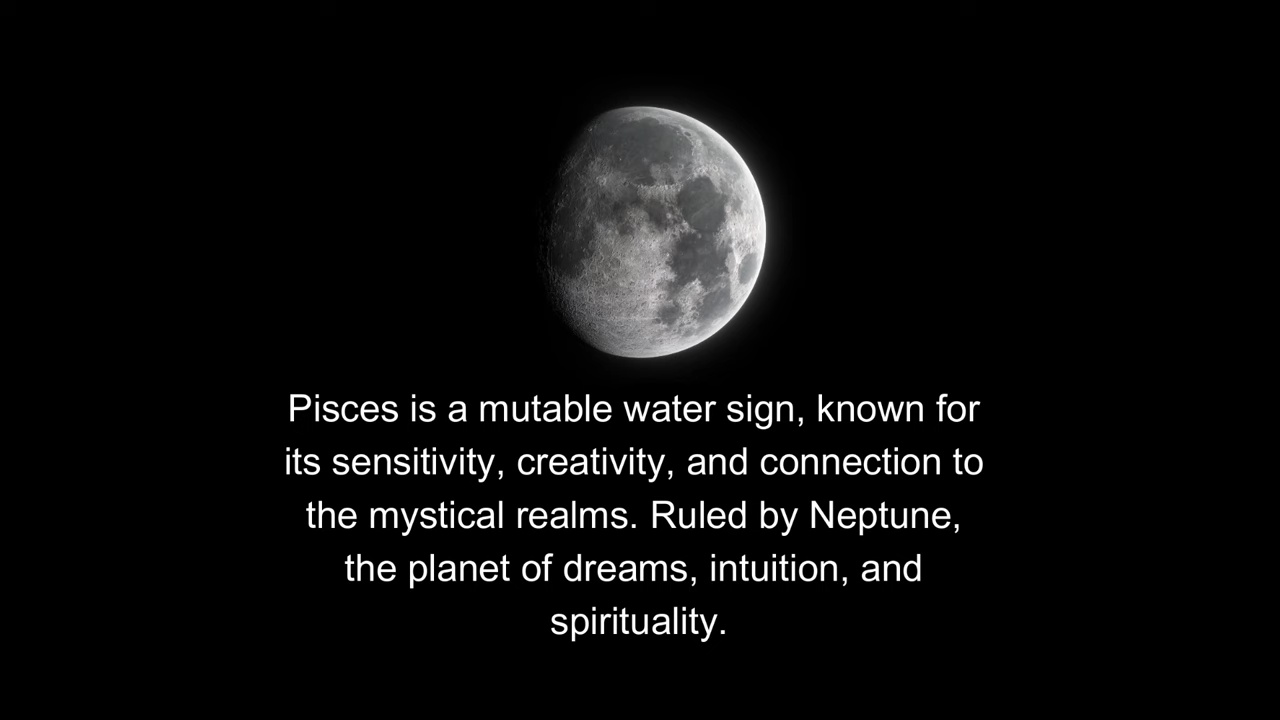 Pisces is a mutable water sign, known for
its sensitivity, creativity, and connection to
the mystical realms. Ruled by Neptune,
the planet of dreams, intuition, and
spirituality.